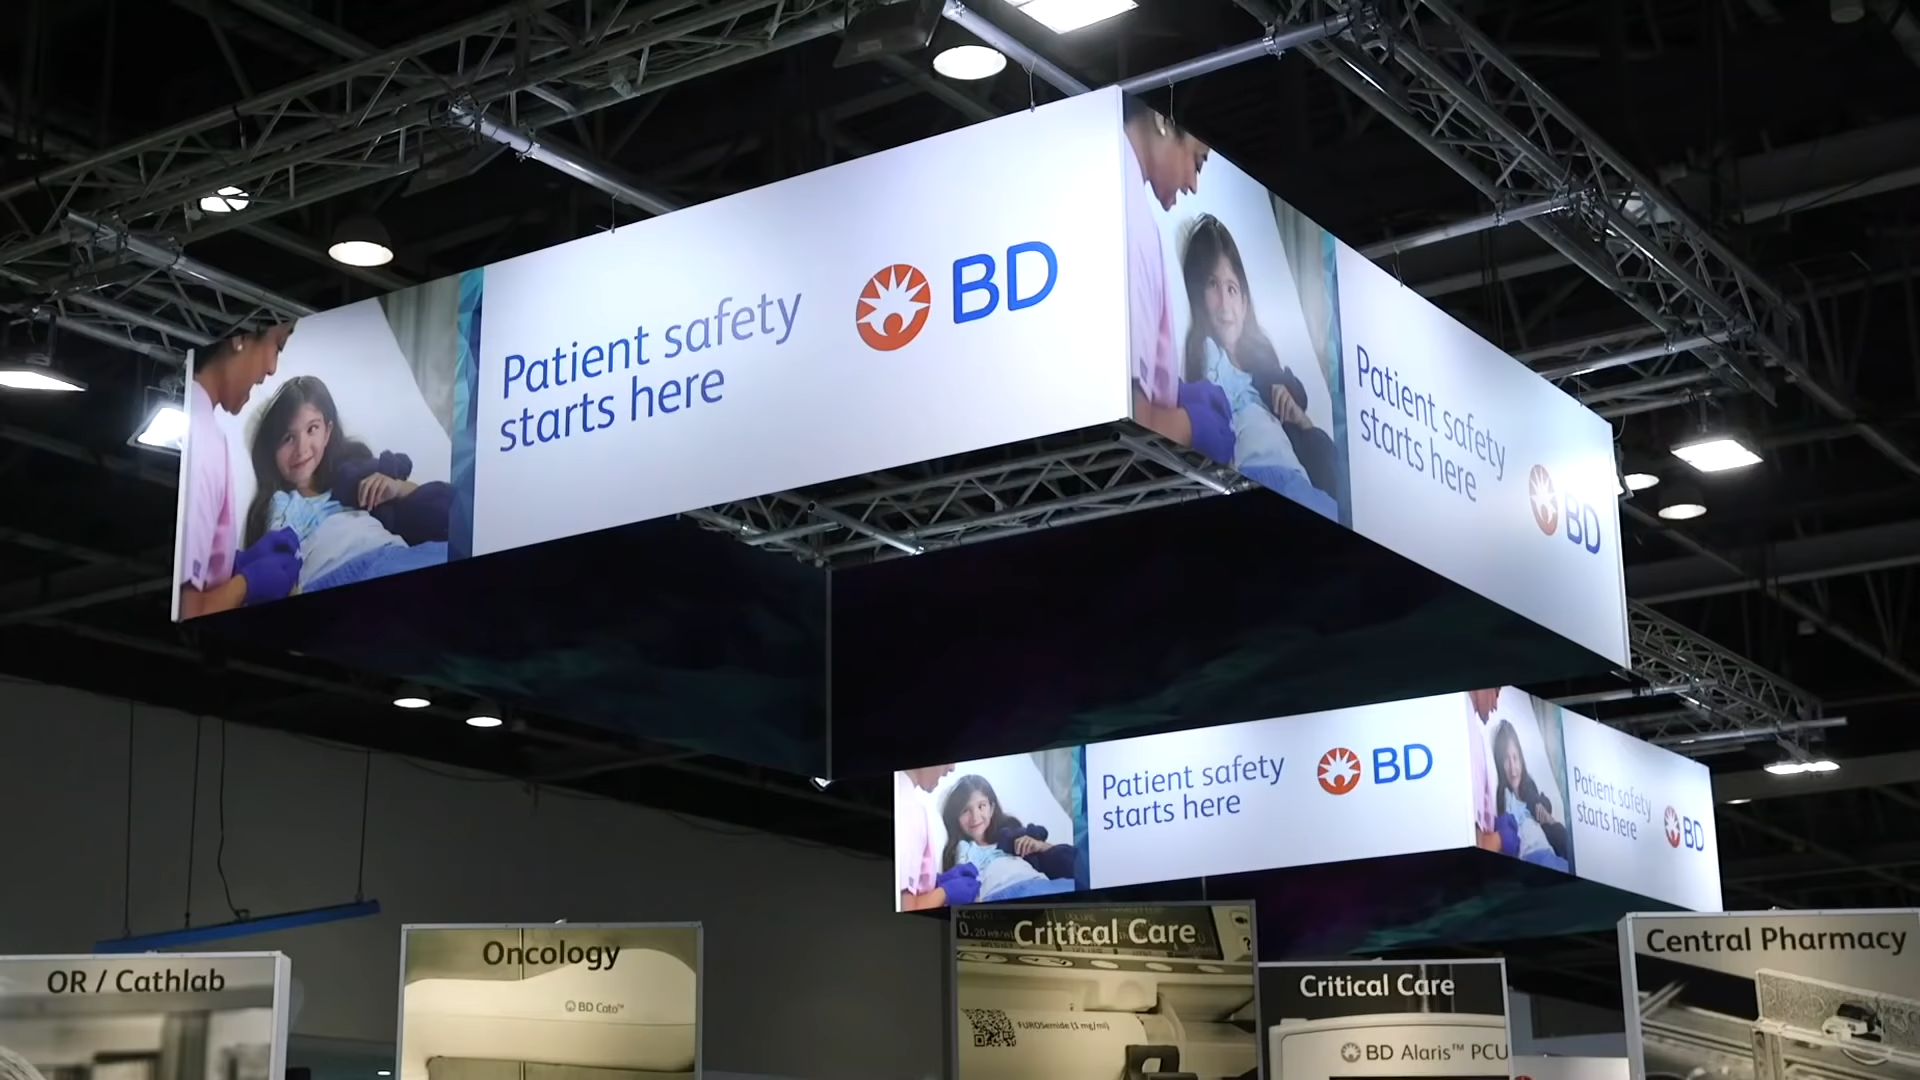 Patient safety
starts here
BD
Patient safety
starts here
BD
Patient safety
starts here
BD
Patient safety
starts here
BD
OR / Cathlab
Oncology
BD Cato™
Critical Care
0.20
FUROSemide (1 mg/ml)
Critical Care
BD Alaris™ PCU
Central Pharmacy